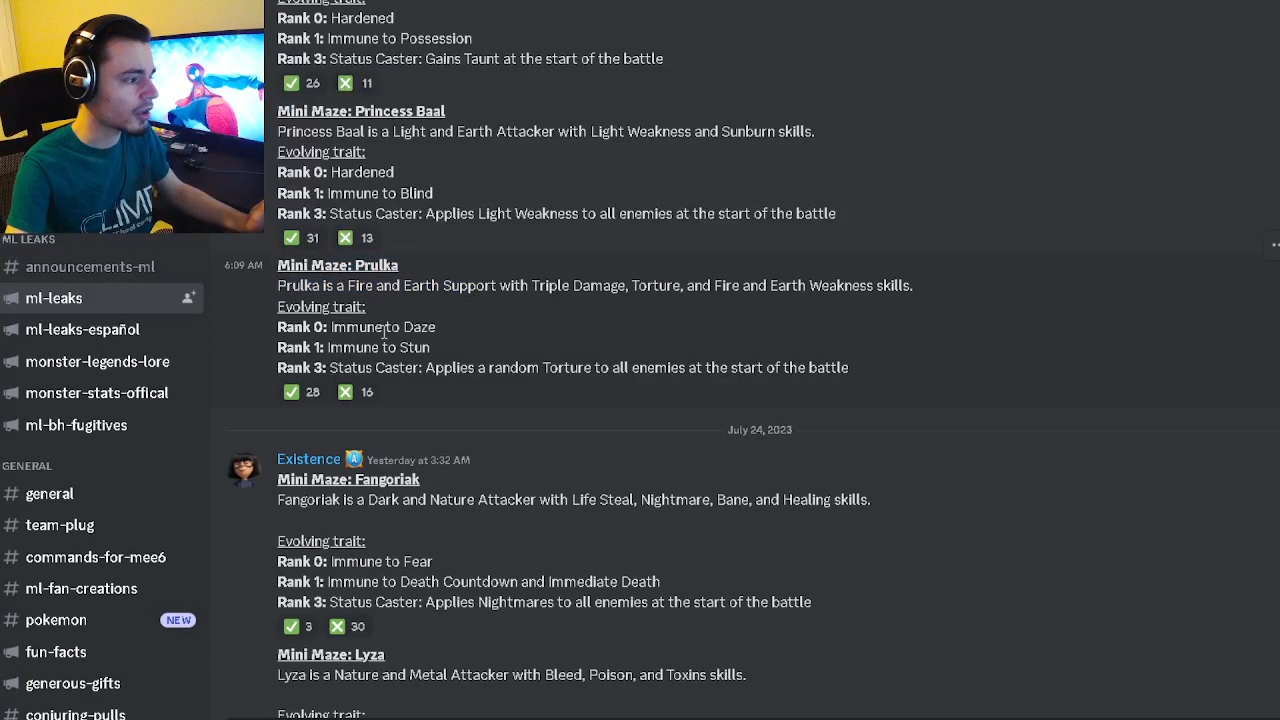 Evolving trait:
Rank 0: Hardened
Rank 1: Immune to Possession
Rank 3: Status Caster: Gains Taunt at the start of the battle
26 11
Mini Maze: Princess Baal
Princess Baal is a Light and Earth Attacker with Light Weakness and Sunburn skills.
Evolving trait:
Rank 0: Hardened
Rank 1: Immune to Blind
Rank 3: Status Caster: Applies Light Weakness to all enemies at the start of the battle
31 13
6:09 AM Mini Maze: Prulka
Prulka is a Fire and Earth Support with Triple Damage, Torture, and Fire and Earth Weakness skills.
Evolving trait:
Rank 0: Immune to Daze
Rank 1: Immune to Stun
Rank 3: Status Caster: Applies a random Torture to all enemies at the start of the battle
28 16
July 24, 2023
Existence Yesterday at 3:32 AM
Mini Maze: Fangoriak
Fangoriak is a Dark and Nature Attacker with Life Steal, Nightmare, Bane, and Healing skills.
Evolving trait:
Rank 0: Immune to Fear
Rank 1: Immune to Death Countdown and Immediate Death
Rank 3: Status Caster: Applies Nightmares to all enemies at the start of the battle
3 30
Mini Maze: Lyza
Lyza is a Nature and Metal Attacker with Bleed, Poison, and Toxins skills.
Evolving trait:
ML LEAKS
# announcements-ml
ml-leaks
ml-leaks-español
monster-legends-lore
monster-stats-offical
ml-bh-fugitives
GENERAL
# general
# team-plug
# commands-for-mee6
# ml-fan-creations
# pokemon NEW
fun-facts
generous-gifts
# conjuring-pulls